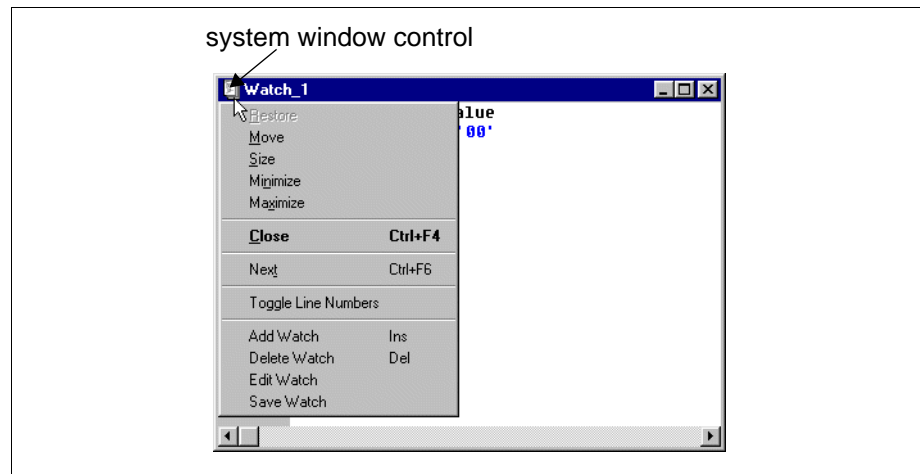 system window control
Watch_1
Restore
alue
Move
'00'
Size
Minimize
Maximize
Close Ctrl+F4
Next Ctrl+F6
Toggle Line Numbers
Add Watch Ins
Delete Watch Del
Edit Watch
Save Watch